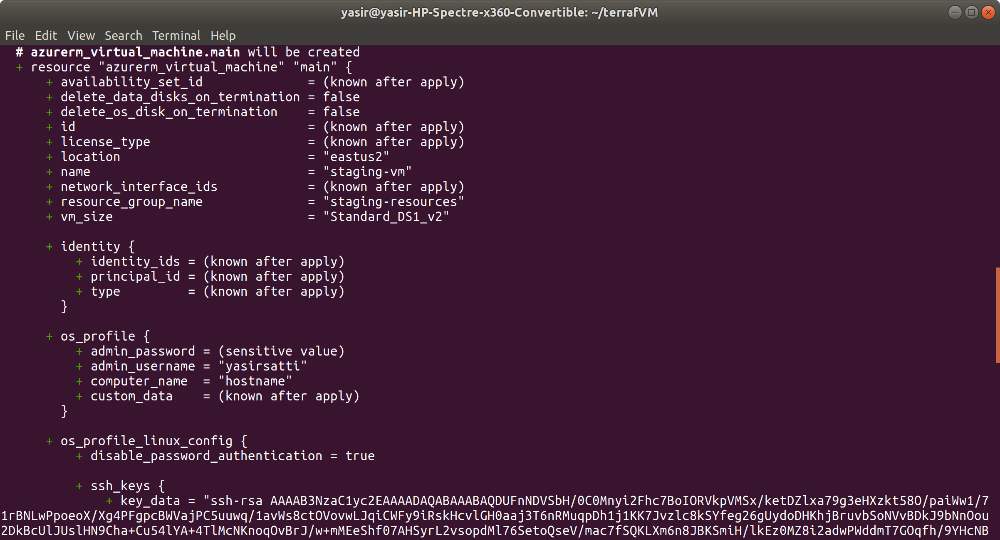 yasir@yasir-HP-Spectre-x360-Convertible: ~/terrafVM
File Edit View Search Terminal Help
# azurerm_virtual_machine.main will be created
+ resource "azurerm_virtual_machine" "main" {
+ availability_set_id = (known after apply)
+ delete_data_disks_on_termination = false
+ delete_os_disk_on_termination = false
+ id = (known after apply)
+ license_type = (known after apply)
+ location = "eastus2"
+ name = "staging-vm"
+ network_interface_ids = (known after apply)
+ resource_group_name = "staging-resources"
+ vm_size = "Standard_DS1_v2"
+ identity {
+ identity_ids = (known after apply)
+ principal_id = (known after apply)
+ type = (known after apply)
}
+ os_profile {
+ admin_password = (sensitive value)
+ admin_username = "yasirsatti"
+ computer_name = "hostname"
+ custom_data = (known after apply)
}
+ os_profile_linux_config {
+ disable_password_authentication = true
+ ssh_keys {
+ key_data = "ssh-rsa AAAAB3NzaC1yc2EAAAADAQABAAABAQDUFnNDVSbH/0C0Mnyi2Fhc7BoIORVkpVMSx/ketDZlxa79g3eHXzkt58O/paiWw1/7
1rBNLwPpoeoX/Xg4PFgpcBWVajPC5uuwq/1avWs8ctOVovwLJqiCWFy9iRskHcvlGH0aaj3T6nRMuqpDh1j1KK7Jvzlc8kSYfeg26gUydoDHKhjBruvbSoNVvBDkJ9bNnOou
2DkBcUlJUslHN9Cha+Cu54lYA+4TlMcNKnoqOvBrJ/w+mMEeShf07AHSyrL2vsopdMl76SetoQseV/mac7fSQKLXm6n8JBKSmiH/lkEz0MZ8i2adwPWddmT7GOqfh/9YHcNB